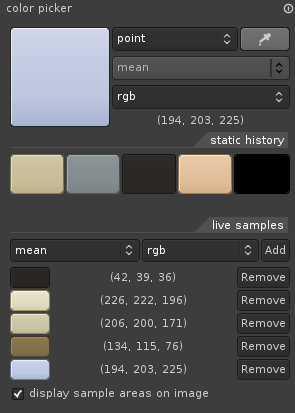 color picker
point
mean
rgb
(194, 203, 225)
static history
live samples
mean rgb Add
(42, 39, 36) Remove
(226, 222, 196) Remove
(206, 200, 171) Remove
(134, 115, 76) Remove
(194, 203, 225) Remove
display sample areas on image